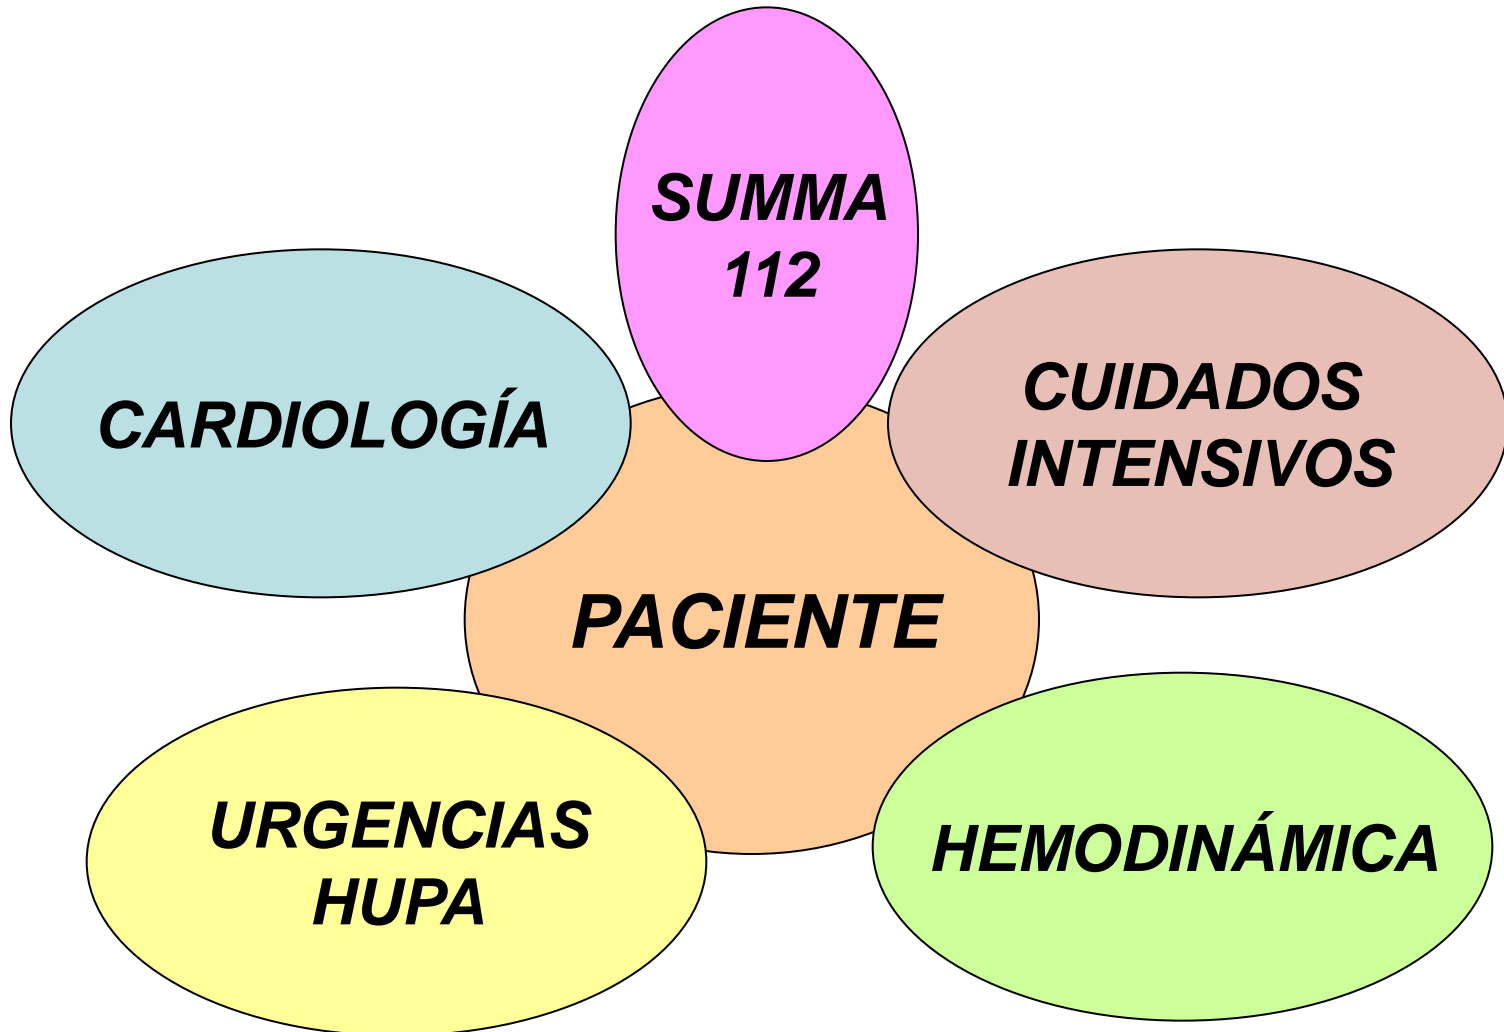 SUMMA
112
CARDIOLOGÍA
CUIDADOS
INTENSIVOS
PACIENTE
URGENCIAS
HUPA
HEMODINÁMICA